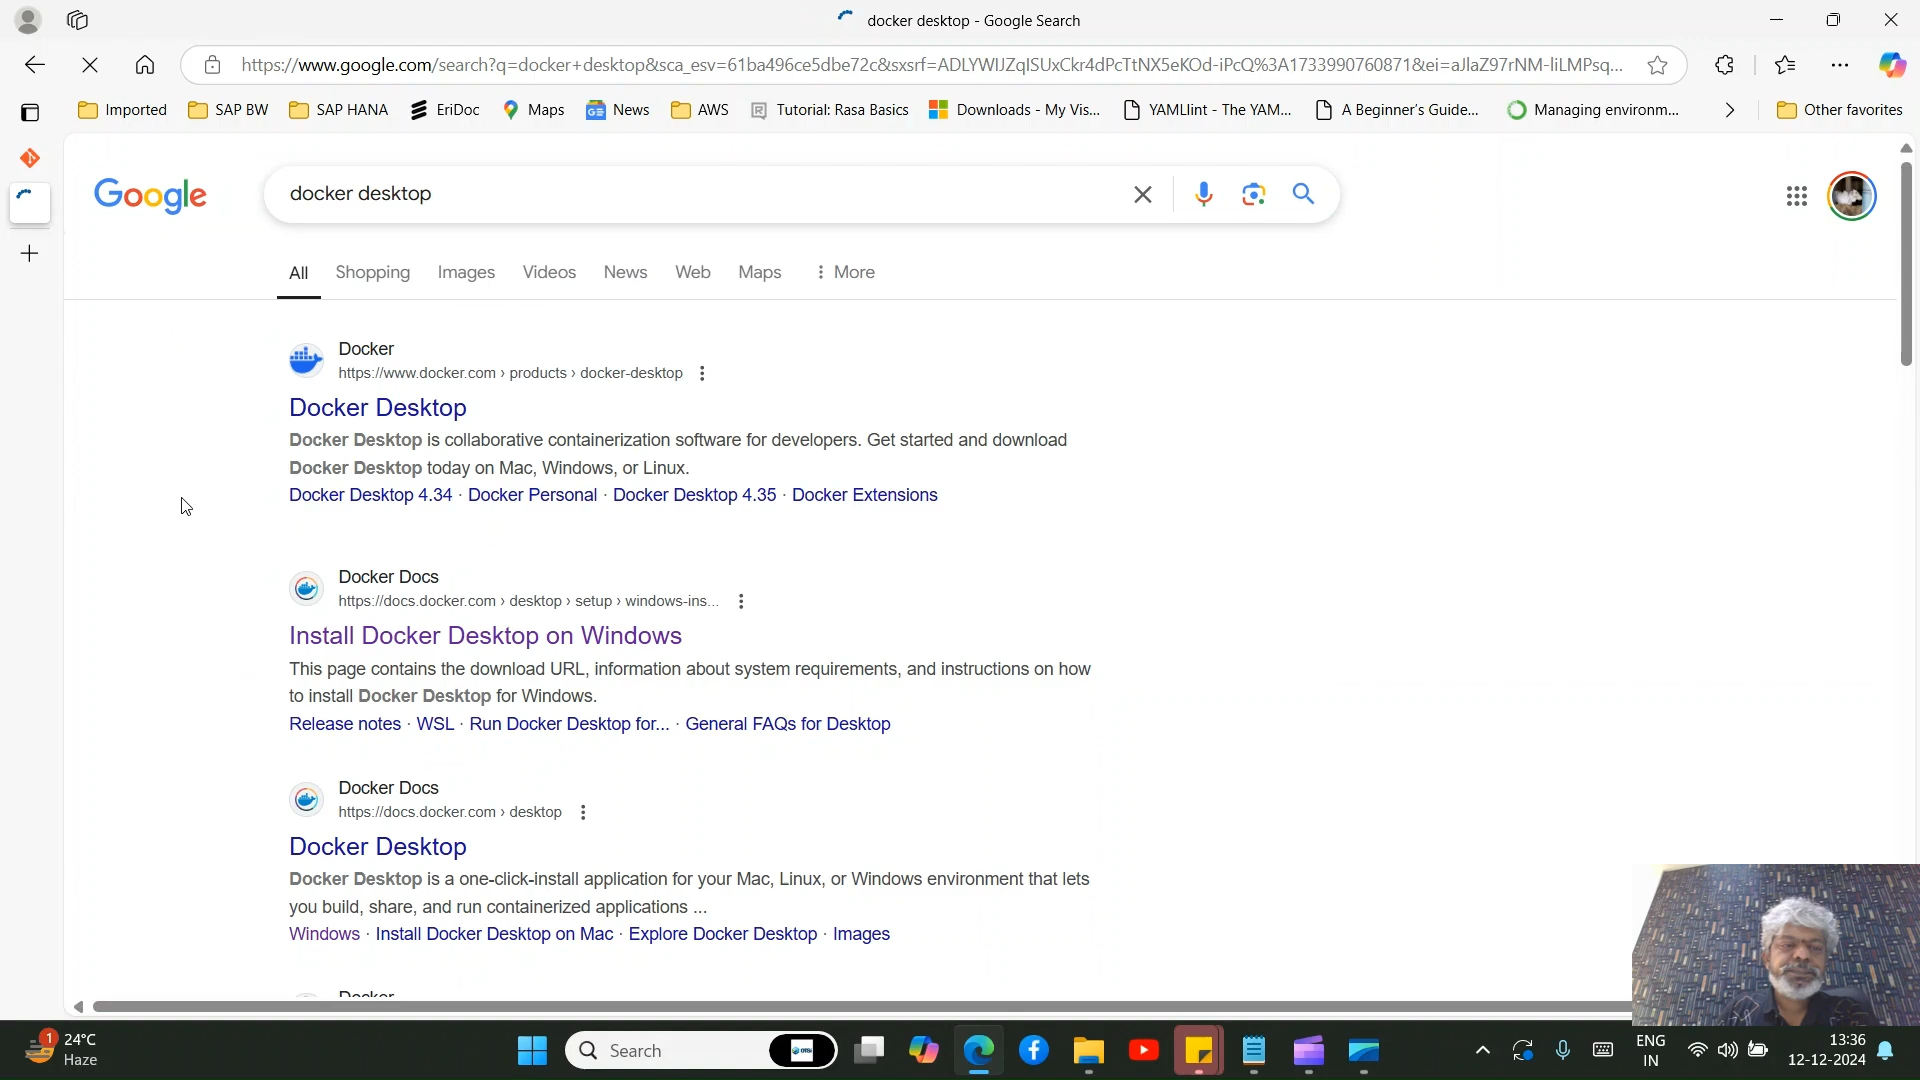 docker desktop - Google Search
https://www.google.com/search?q=docker+desktop&sca_esv=61ba496ce5dbe72c&sxsrf=ADLYWIJZqISUxCkr4dPcTtNX5eKOd-iPcQ%3A1733990760871&ei=aJlaZ97rNM-liLMPsq...
Imported SAP BW SAP HANA EriDoc Maps News AWS Tutorial: Rasa Basics Downloads - My Vis... YAMLlint - The YAM... A Beginner's Guide... Managing environm... Other favorites
Google docker desktop
All Shopping Images Videos News Web Maps More
Docker
https://www.docker.com › products › docker-desktop
Docker Desktop
Docker Desktop is collaborative containerization software for developers. Get started and download
Docker Desktop today on Mac, Windows, or Linux.
Docker Desktop 4.34 · Docker Personal · Docker Desktop 4.35 · Docker Extensions
Docker Docs
https://docs.docker.com › desktop › setup › windows-ins...
Install Docker Desktop on Windows
This page contains the download URL, information about system requirements, and instructions on how
to install Docker Desktop for Windows.
Release notes · WSL · Run Docker Desktop for... · General FAQs for Desktop
Docker Docs
https://docs.docker.com › desktop
Docker Desktop
Docker Desktop is a one-click-install application for your Mac, Linux, or Windows environment that lets
you build, share, and run containerized applications ...
Windows · Install Docker Desktop on Mac · Explore Docker Desktop · Images
Docker
1 24°C
Haze
Search
ENG
IN
13:36
12-12-2024